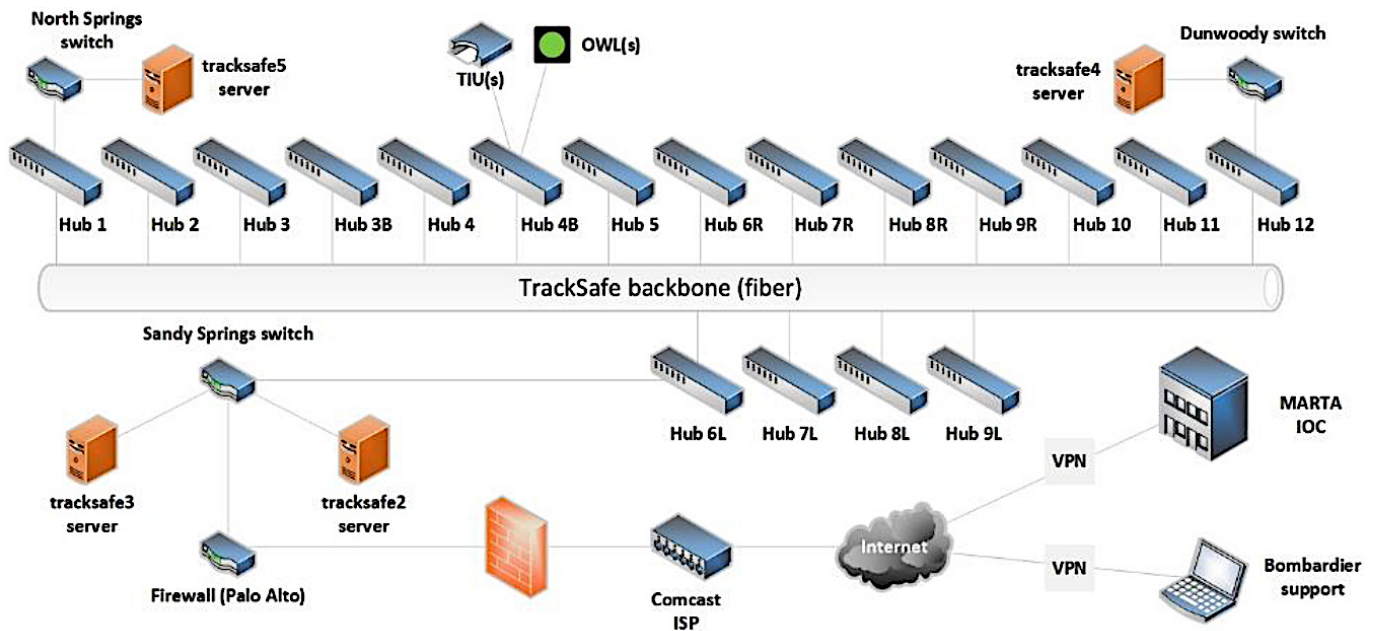 North Springs
switch
tracksafe5
server
TIU(s)
OWL(s)
Dunwoody switch
tracksafe4
server
Hub 1
Hub 2
Hub 3
Hub 3B
Hub 4
Hub 4B
Hub 5
Hub 6R
Hub 7R
Hub 8R
Hub 9R
Hub 10
Hub 11
Hub 12
TrackSafe backbone (fiber)
Sandy Springs switch
Hub 6L
Hub 7L
Hub 8L
Hub 9L
MARTA
IOC
VPN
tracksafe3
server
tracksafe2
server
Internet
VPN
Firewall (Palo Alto)
Comcast
ISP
Bombardier
support